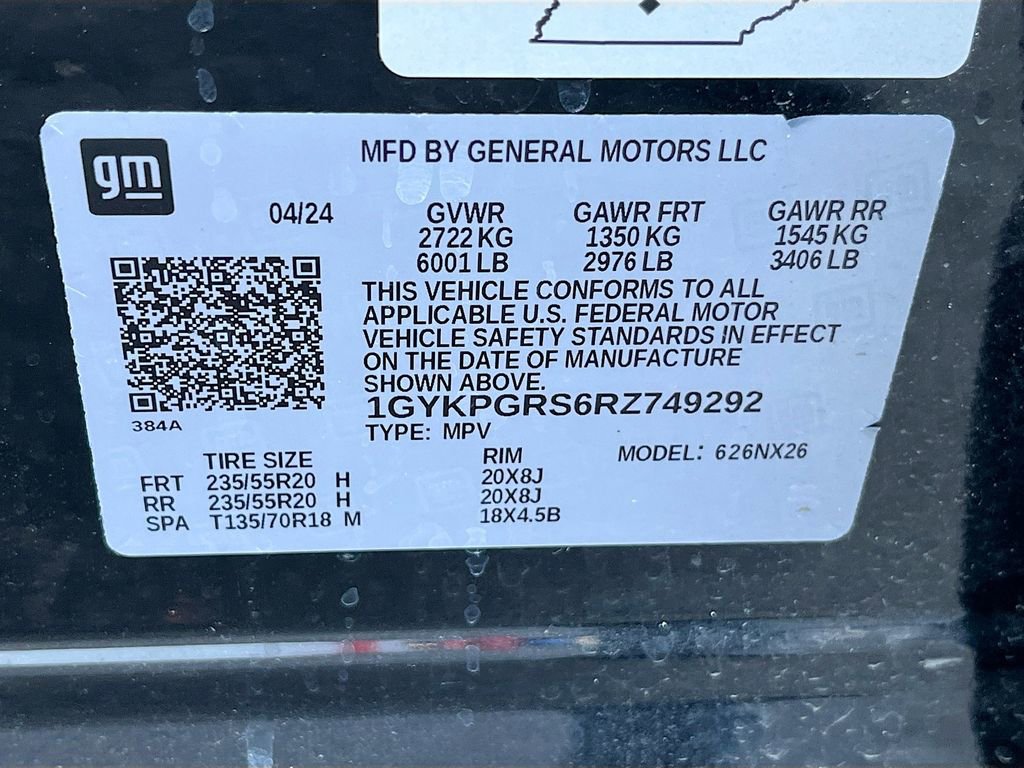 gm
MFD BY GENERAL MOTORS LLC
04/24
GVWR GAWR FRT GAWR RR
2722 KG 1350 KG 1545 KG
6001 LB 2976 LB 3406 LB
THIS VEHICLE CONFORMS TO ALL
APPLICABLE U.S. FEDERAL MOTOR
VEHICLE SAFETY STANDARDS IN EFFECT
ON THE DATE OF MANUFACTURE
SHOWN ABOVE.
1GYKPGRS6RZ749292
384A
TYPE: MPV
TIRE SIZE RIM MODEL: 626NX26
FRT 235/55R20 H 20X8J
RR 235/55R20 H 20X8J
SPA T135/70R18 M 18X4.5B